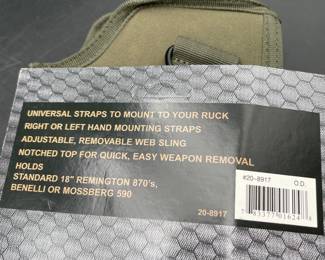 UNIVERSAL STRAPS TO MOUNT TO YOUR RUCK
RIGHT OR LEFT HAND MOUNTING STRAPS
ADJUSTABLE, REMOVABLE WEB SLING
NOTCHED TOP FOR QUICK, EASY WEAPON REMOVAL
HOLDS
STANDARD 18" REMINGTON 870's,
BENELLI OR MOSSBERG 590
20-8917
#20-8917 O.D.